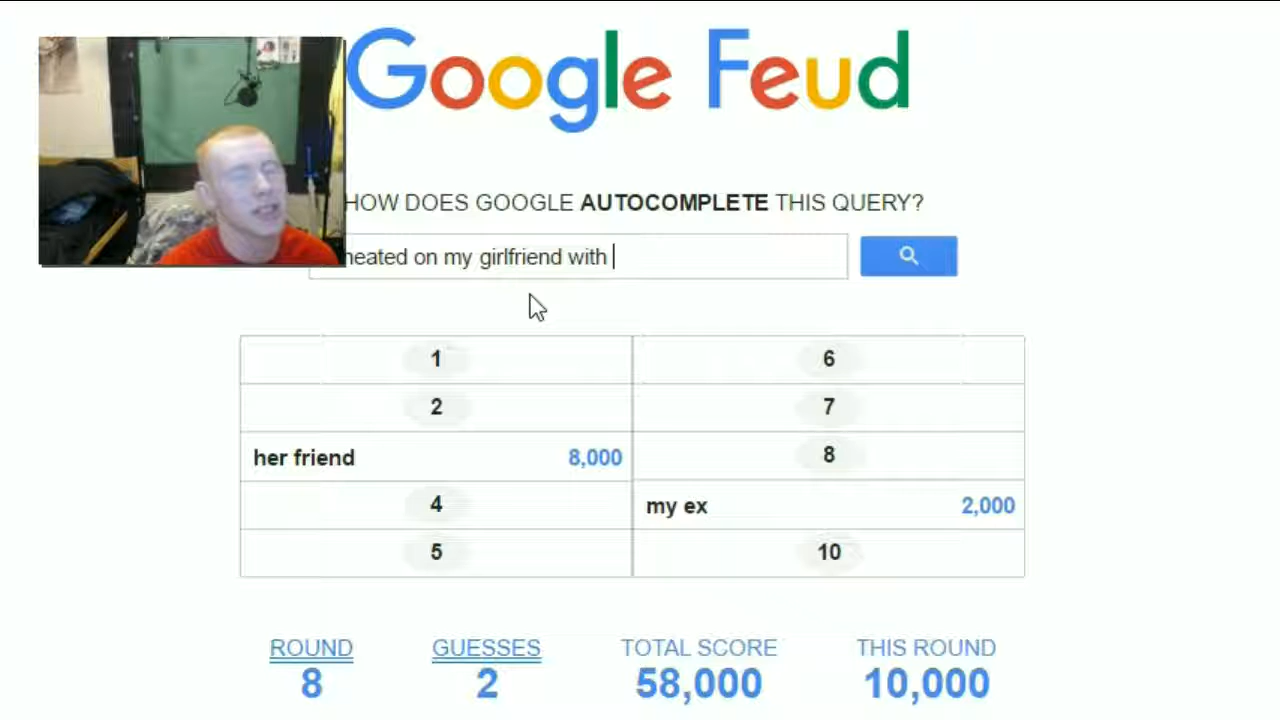 Google Feud
HOW DOES GOOGLE AUTOCOMPLETE THIS QUERY?
heated on my girlfriend with
1
6
2
7
her friend 8,000
8
4
my ex 2,000
5
10
ROUND GUESSES TOTAL SCORE THIS ROUND
8 2 58,000 10,000